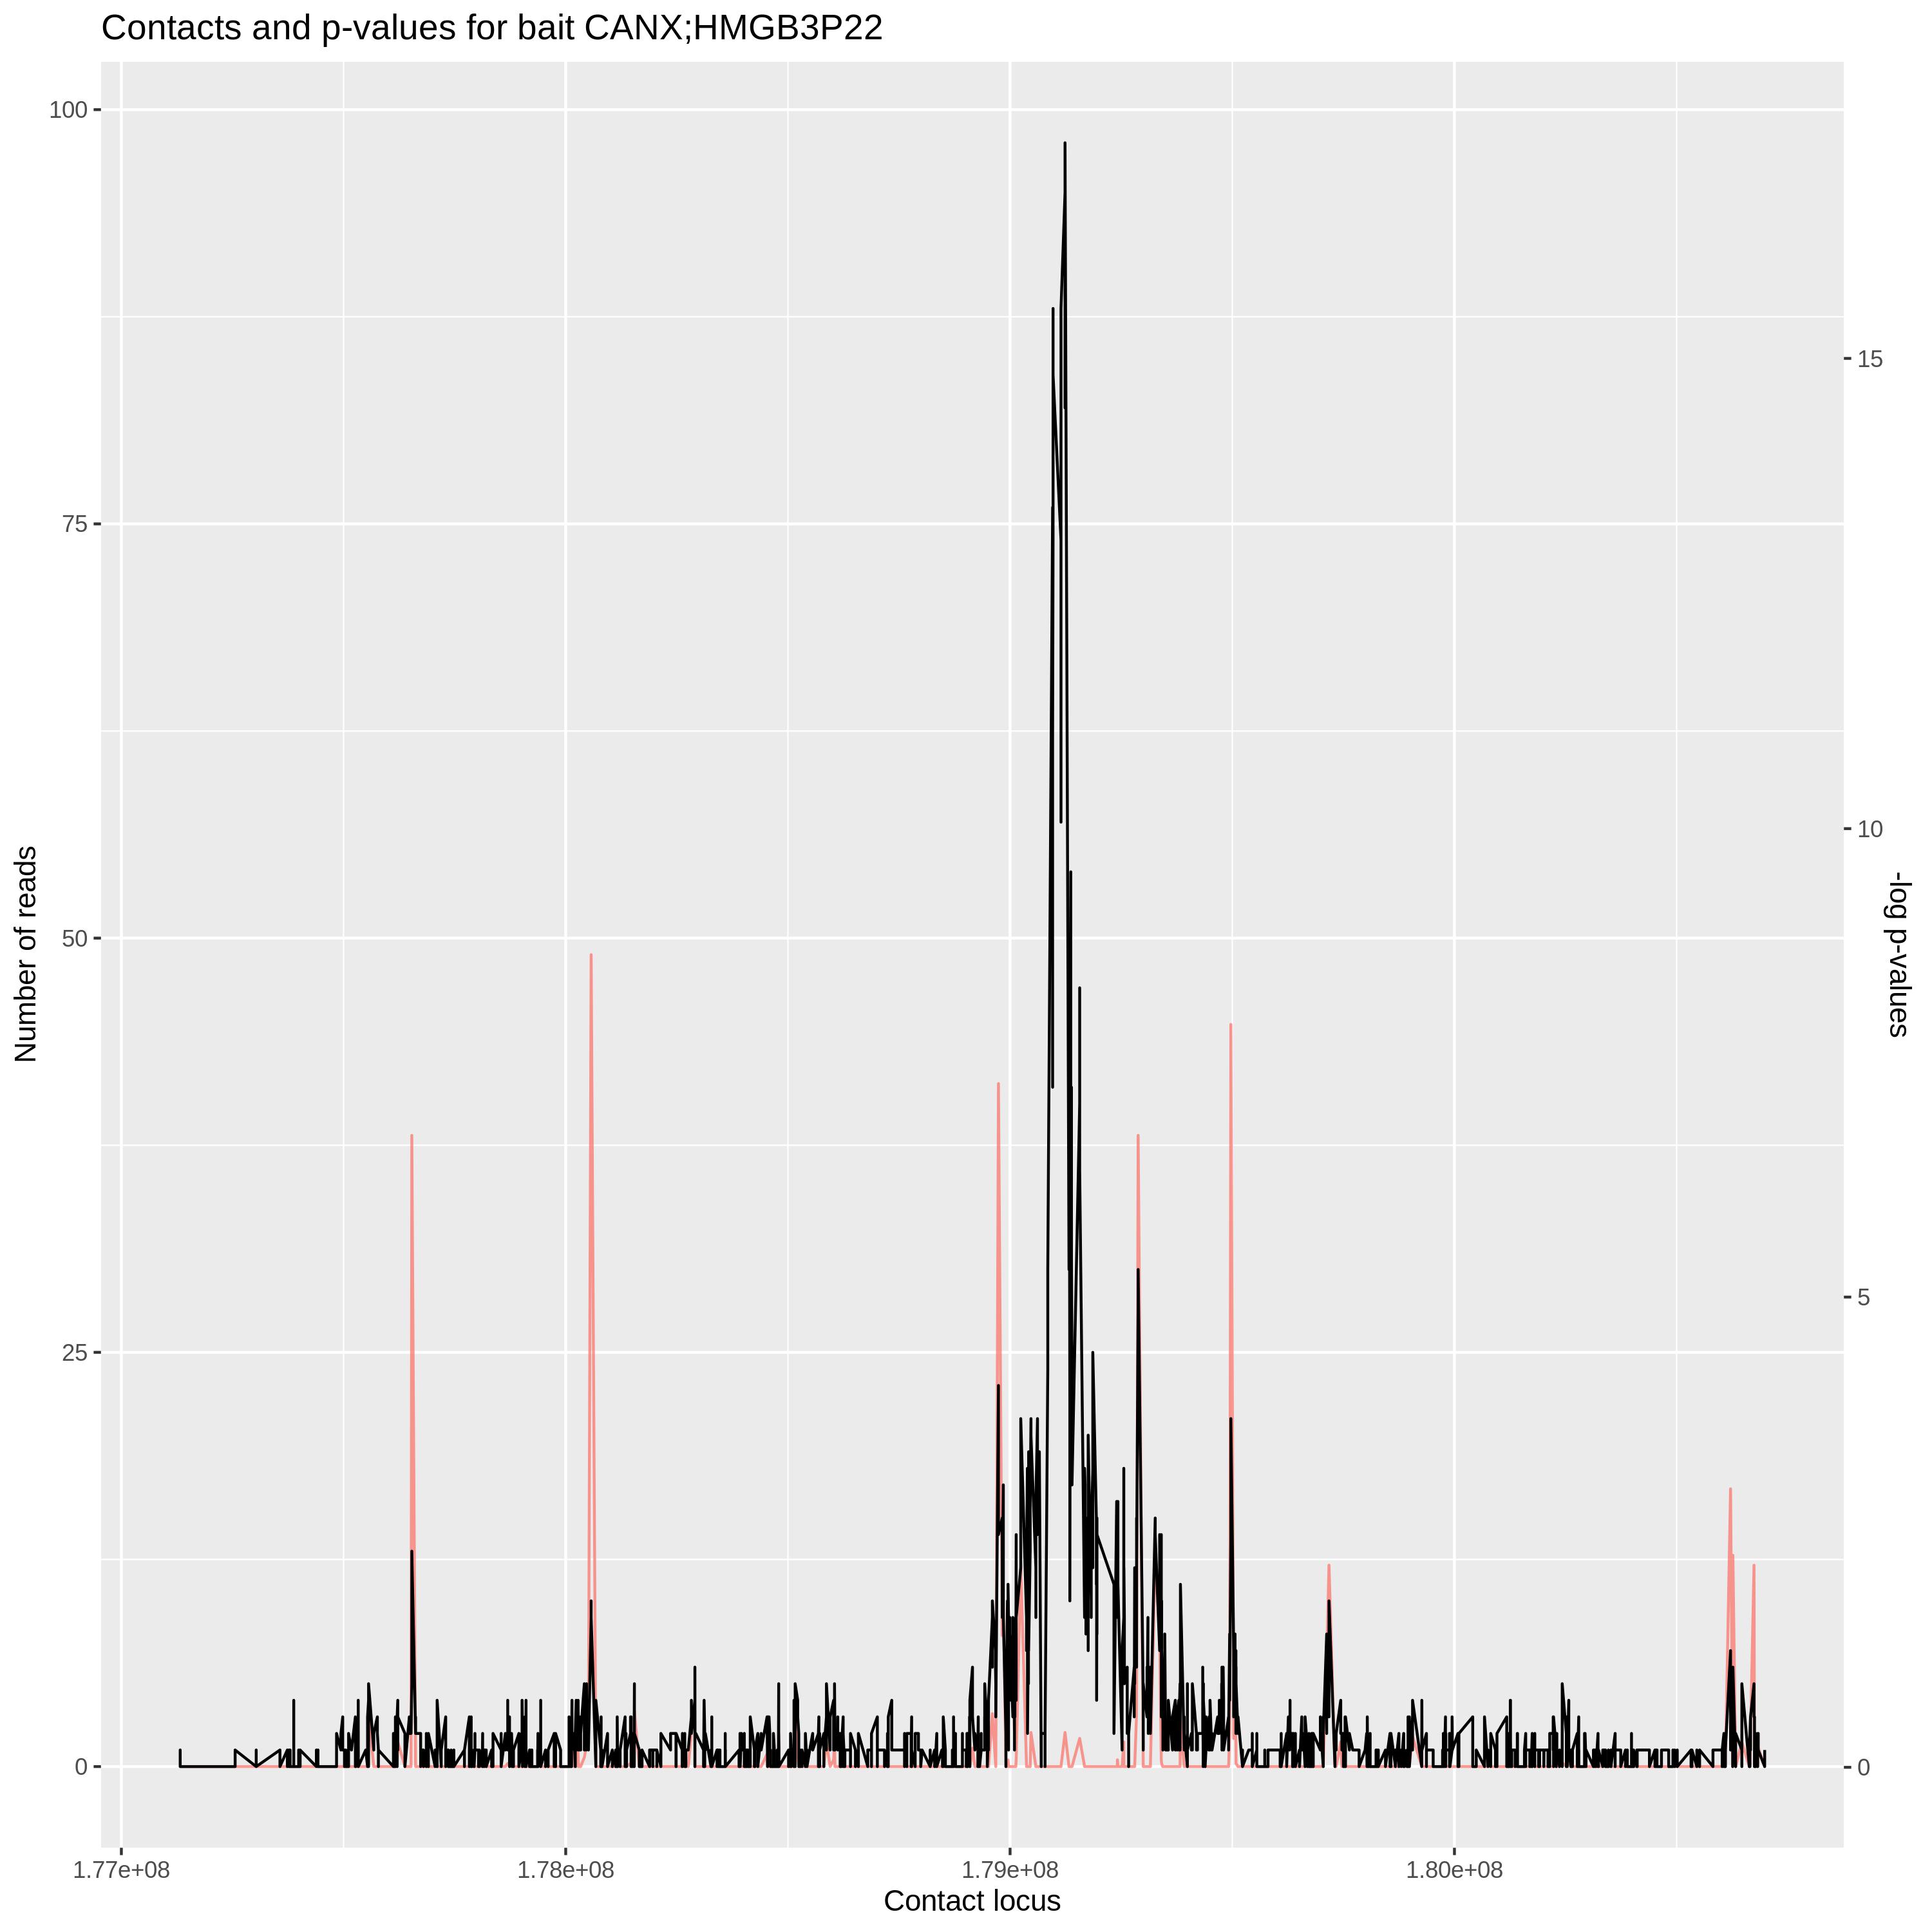 Contacts and p-values for bait CANX;HMGB3P22
100
75
50
25
0
Number of reads
15
10
5
0
-log p-values
1.77e+08
1.78e+08
1.79e+08
1.80e+08
Contact locus